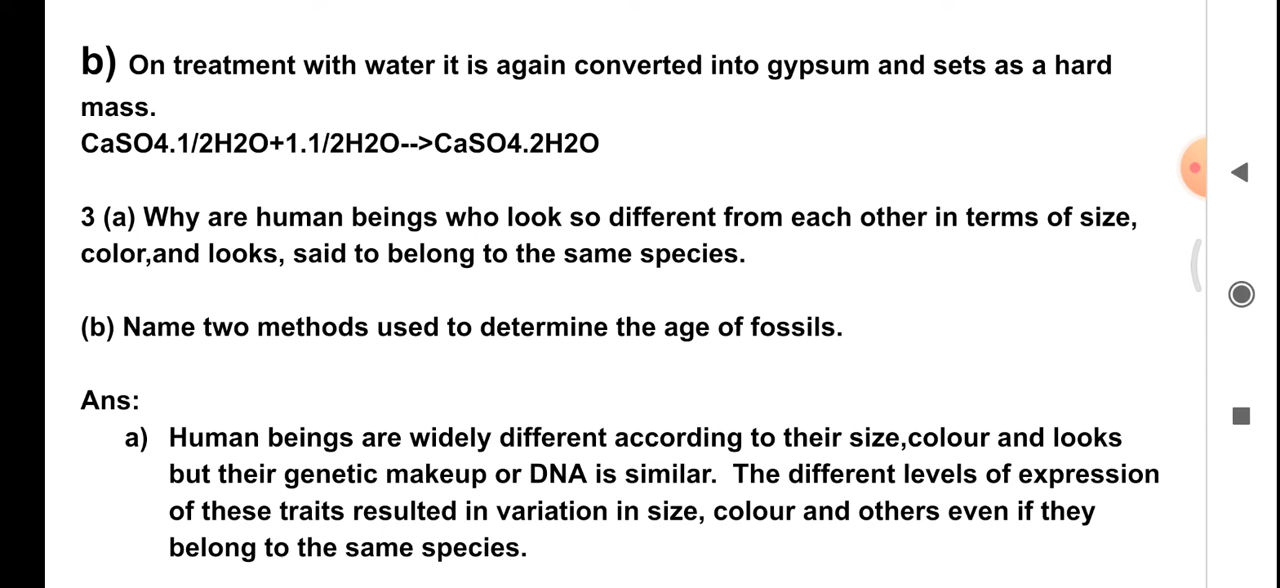 b) On treatment with water it is again converted into gypsum and sets as a hard
mass.
CaSO4.1/2H2O+1.1/2H2O-->CaSO4.2H2O
3 (a) Why are human beings who look so different from each other in terms of size,
color,and looks, said to belong to the same species.
(b) Name two methods used to determine the age of fossils.
Ans:
a) Human beings are widely different according to their size,colour and looks
but their genetic makeup or DNA is similar. The different levels of expression
of these traits resulted in variation in size, colour and others even if they
belong to the same species.